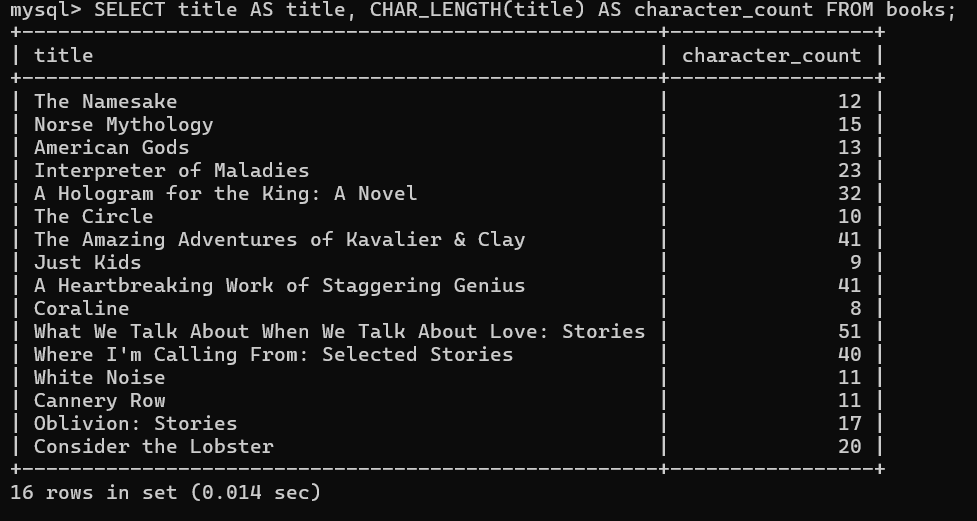 mysql> SELECT title AS title, CHAR_LENGTH(title) AS character_count FROM books;
+-----------------------------------------------------+-----------------+
| title                                               | character_count |
+-----------------------------------------------------+-----------------+
| The Namesake                                        |              12 |
| Norse Mythology                                     |              15 |
| American Gods                                       |              13 |
| Interpreter of Maladies                             |              23 |
| A Hologram for the King: A Novel                    |              32 |
| The Circle                                          |              10 |
| The Amazing Adventures of Kavalier & Clay           |              41 |
| Just Kids                                           |               9 |
| A Heartbreaking Work of Staggering Genius           |              41 |
| Coraline                                            |               8 |
| What We Talk About When We Talk About Love: Stories |              51 |
| Where I'm Calling From: Selected Stories            |              40 |
| White Noise                                         |              11 |
| Cannery Row                                         |              11 |
| Oblivion: Stories                                   |              17 |
| Consider the Lobster                                |              20 |
+-----------------------------------------------------+-----------------+
16 rows in set (0.014 sec)